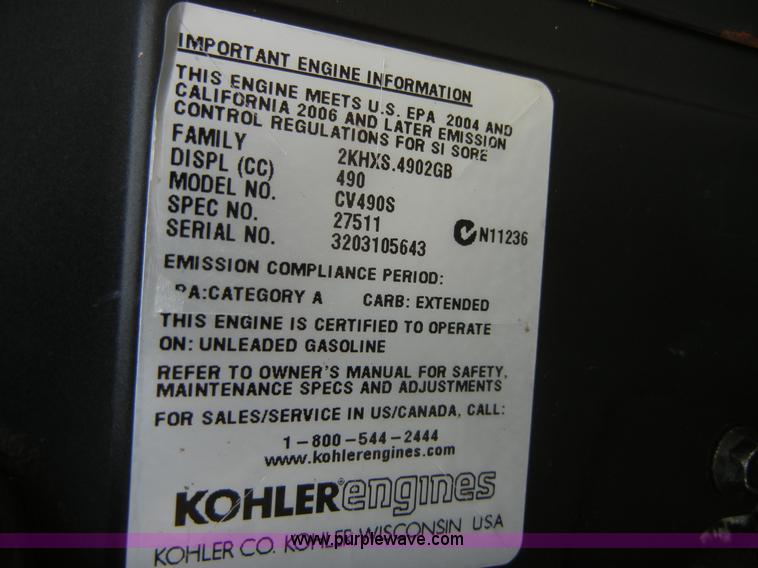 IMPORTANT ENGINE INFORMATION
THIS ENGINE MEETS U.S. EPA 2004 AND
CALIFORNIA 2006 AND LATER EMISSION
CONTROL REGULATIONS FOR SI SORE
FAMILY 2KHXS.4902GB
DISPL (CC) 490
MODEL NO. CV490S
SPEC NO. 27511
SERIAL NO. 3203105643
N11236
EMISSION COMPLIANCE PERIOD:
PA:CATEGORY A CARB: EXTENDED
THIS ENGINE IS CERTIFIED TO OPERATE
ON: UNLEADED GASOLINE
REFER TO OWNER'S MANUAL FOR SAFETY,
MAINTENANCE SPECS AND ADJUSTMENTS
FOR SALES/SERVICE IN US/CANADA, CALL:
1-800-544-2444
www.kohlerengines.com
KOHLER engines
KOHLER CO. KOHLER WISCONSIN USA
www.purplewave.com